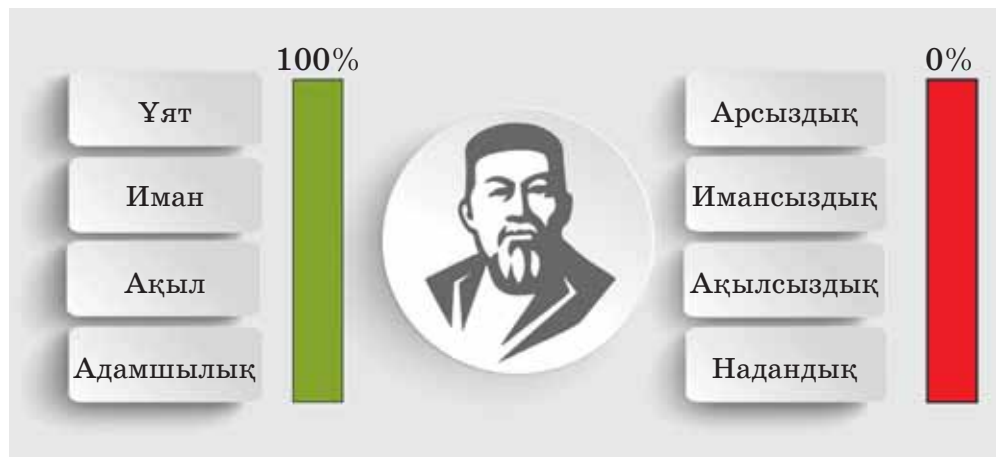 100%
Ұят
Иман
Ақыл
Адамшылық
0%
Арсыздық
Имансыздық
Ақылсыздық
Надандық